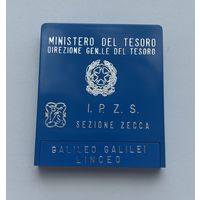 MINISTERO DEL TESORO
DIREZIONE GEN.LE DEL TESORO
I.P.Z.S.
SEZIONE ZECCA
GALILEO GALILEI
LINCEO